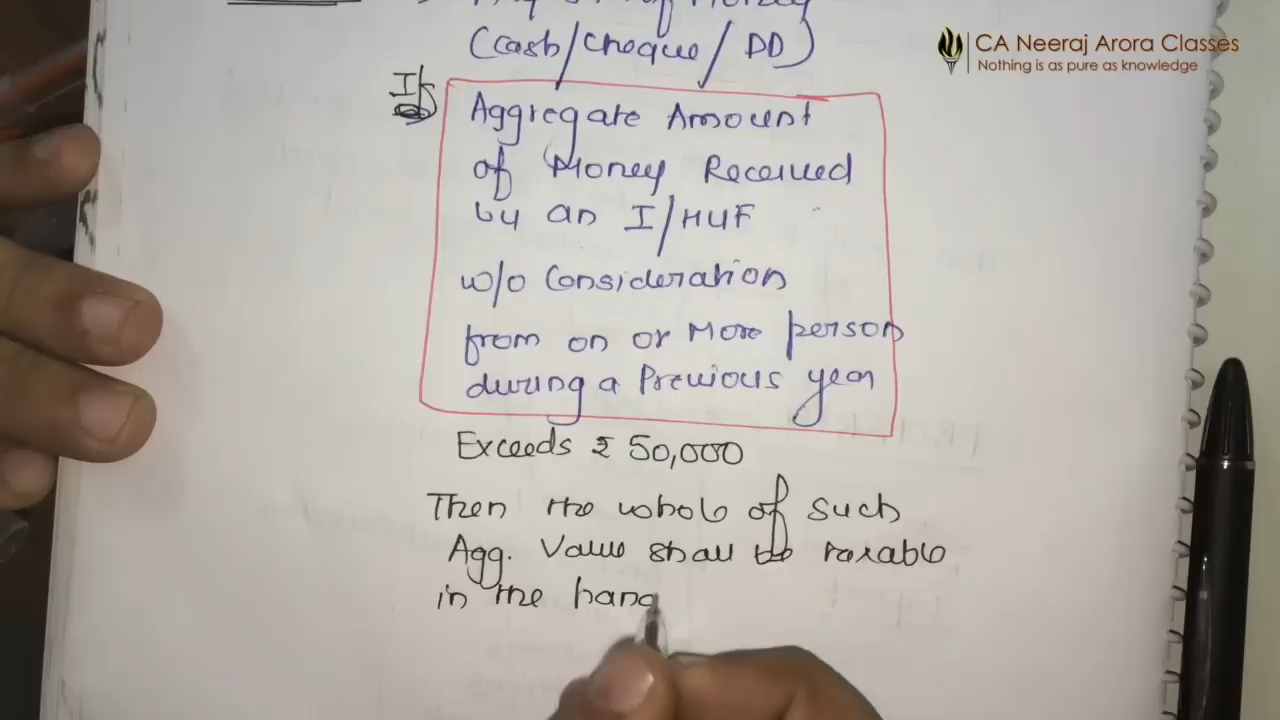 of Money
(cash/cheque/DD)
CA Neeraj Arora Classes
Nothing is as pure as knowledge
If
Aggregate Amount
of Money Received
by an I/HUF
w/o Consideration
from on or More person
during a Previous year
Exceeds ₹ 50,000
Then the whole of such
Agg. Value shall be taxable
in the hand